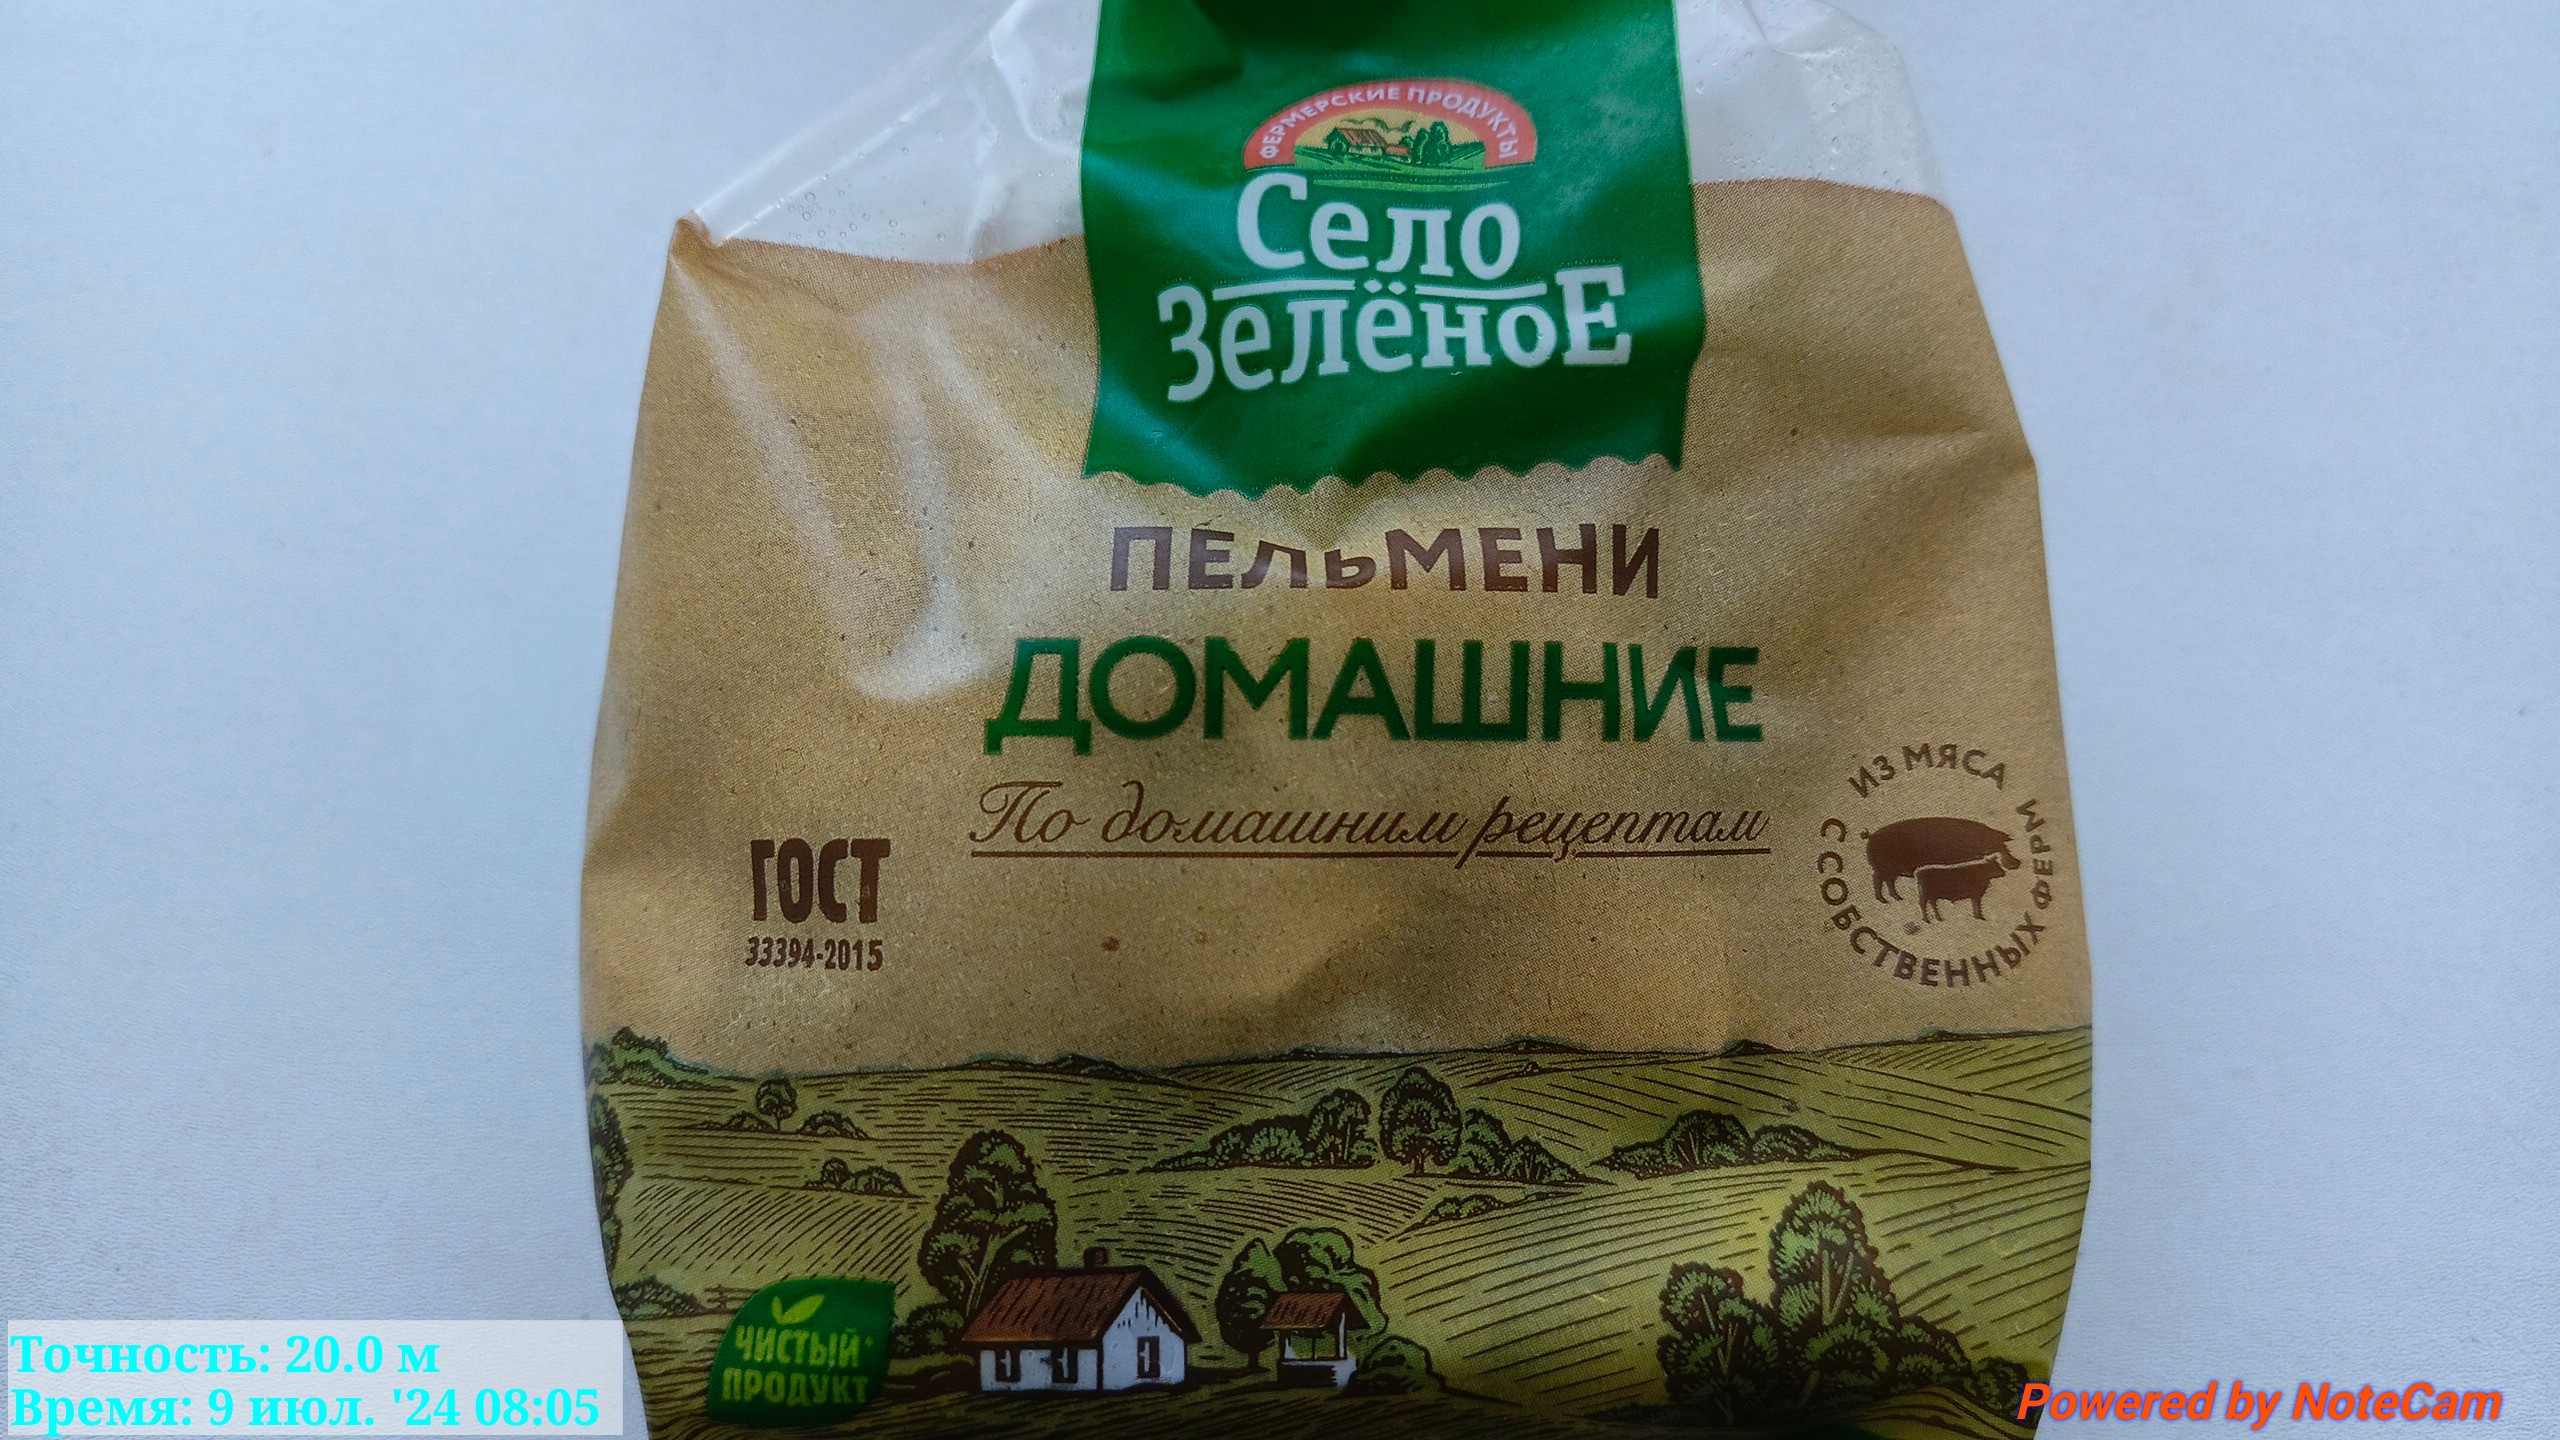 ФЕРМЕРСКИЕ ПРОДУКТЫ
Село
Зелёное
ПЕЛЬМЕНИ
ДОМАШНИЕ
По домашним рецептам
ИЗ МЯСА
С СОБСТВЕННЫХ ФЕРМ
ГОСТ
33394-2015
ЧИСТЫЙ
ПРОДУКТ
Точность: 20.0 м
Время: 9 июл. '24 08:05
Powered by NoteCam